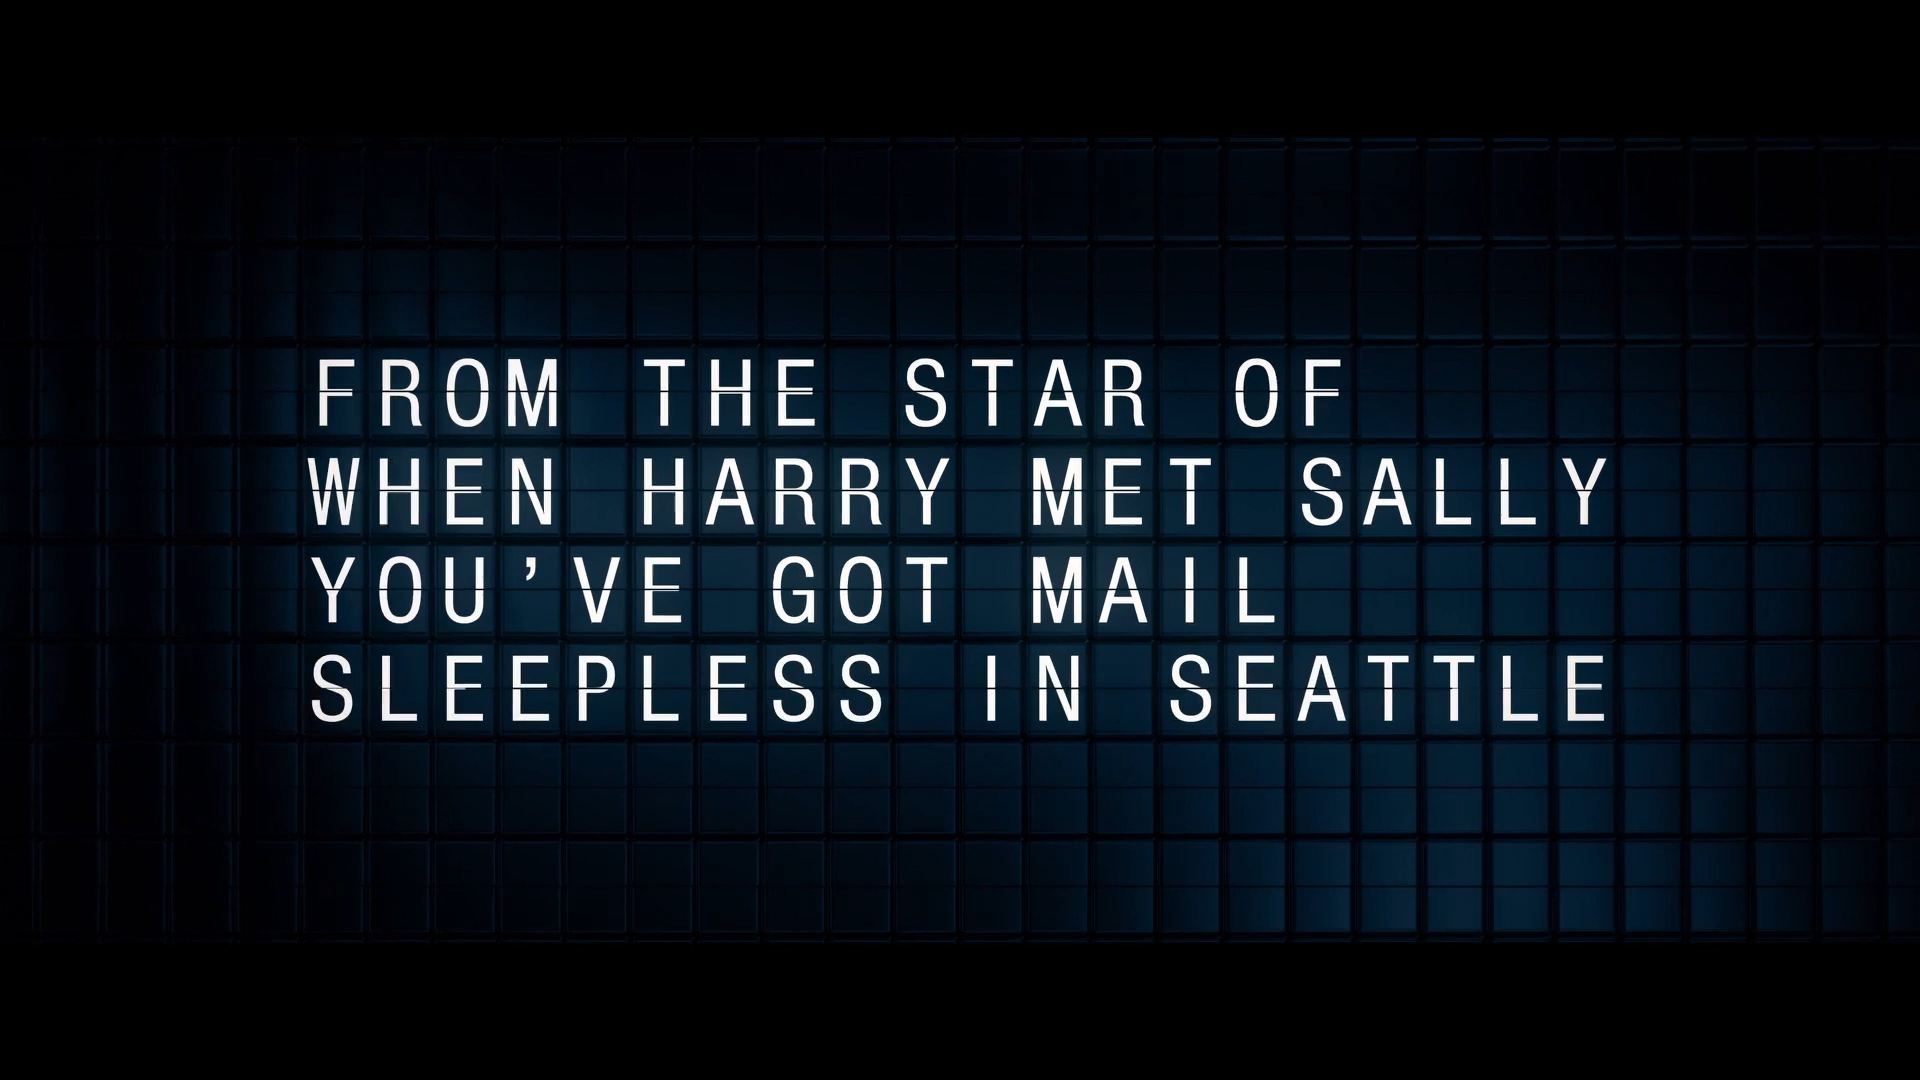 FROM THE STAR OF
WHEN HARRY MET SALLY
YOU'VE GOT MAIL
SLEEPLESS IN SEATTLE